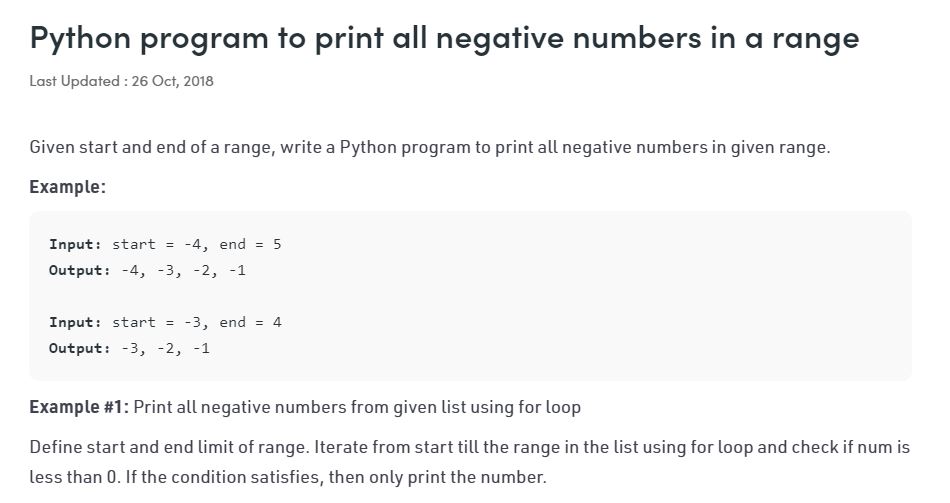 Python program to print all negative numbers in a range
Last Updated : 26 Oct, 2018
Given start and end of a range, write a Python program to print all negative numbers in given range.
Example:
Input: start = -4, end = 5
Output: -4, -3, -2, -1
Input: start = -3, end = 4
Output: -3, -2, -1
Example #1: Print all negative numbers from given list using for loop
Define start and end limit of range. Iterate from start till the range in the list using for loop and check if num is
less than 0. If the condition satisfies, then only print the number.